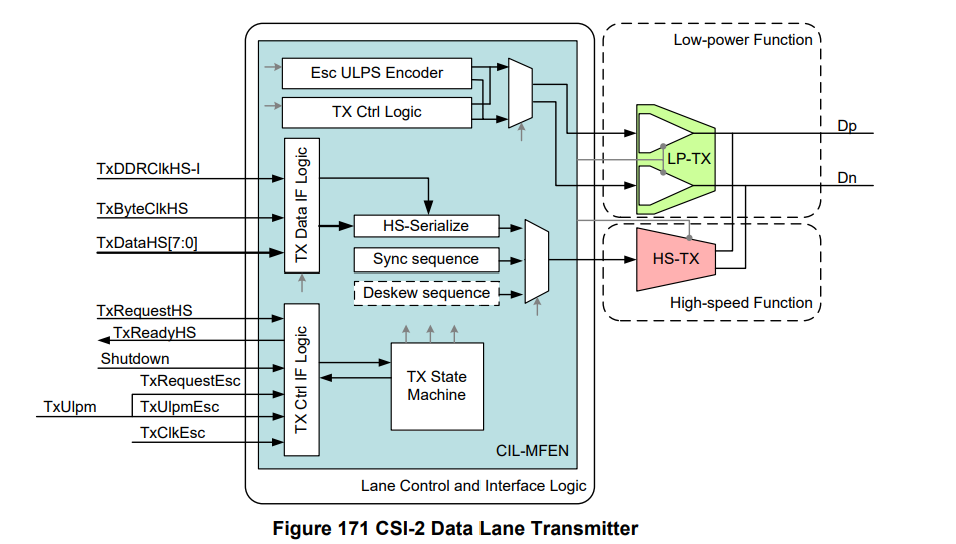 Low-power Function
Esc ULPS Encoder
TX Ctrl Logic
Dp
LP-TX
Dn
TxDDRClkHS-I
TxByteClkHS
TxDataHS[7:0]
TX Data IF Logic
HS-Serialize
Sync sequence
Deskew sequence
HS-TX
High-speed Function
TxRequestHS
TxReadyHS
Shutdown
TxRequestEsc
TxUlpm
TxUlpmEsc
TxClkEsc
TX Ctrl IF Logic
TX State
Machine
CIL-MFEN
Lane Control and Interface Logic
Figure 171 CSI-2 Data Lane Transmitter